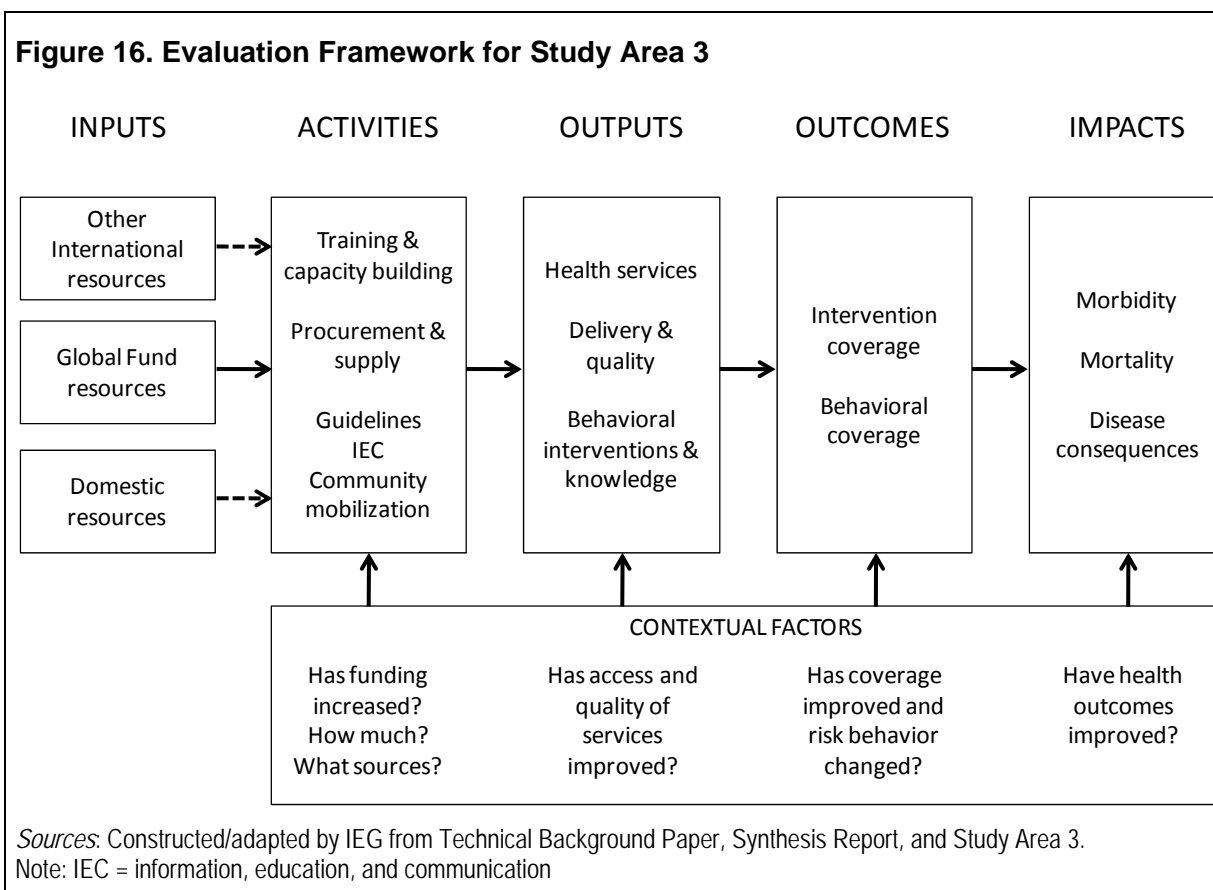 Figure 16. Evaluation Framework for Study Area 3
INPUTS
ACTIVITIES
OUTPUTS
OUTCOMES
IMPACTS
Other
International
resources
Global Fund
resources
Domestic
resources
Training &
capacity building
Procurement &
supply
Guidelines
IEC
Community
mobilization
Health services
Delivery &
quality
Behavioral
interventions &
knowledge
Intervention
coverage
Behavioral
coverage
Morbidity
Mortality
Disease
consequences
CONTEXTUAL FACTORS
Has funding
increased?
How much?
What sources?
Has access and
quality of
services
improved?
Has coverage
improved and
risk behavior
changed?
Have health
outcomes
improved?
Sources: Constructed/adapted by IEG from Technical Background Paper, Synthesis Report, and Study Area 3.
Note: IEC = information, education, and communication